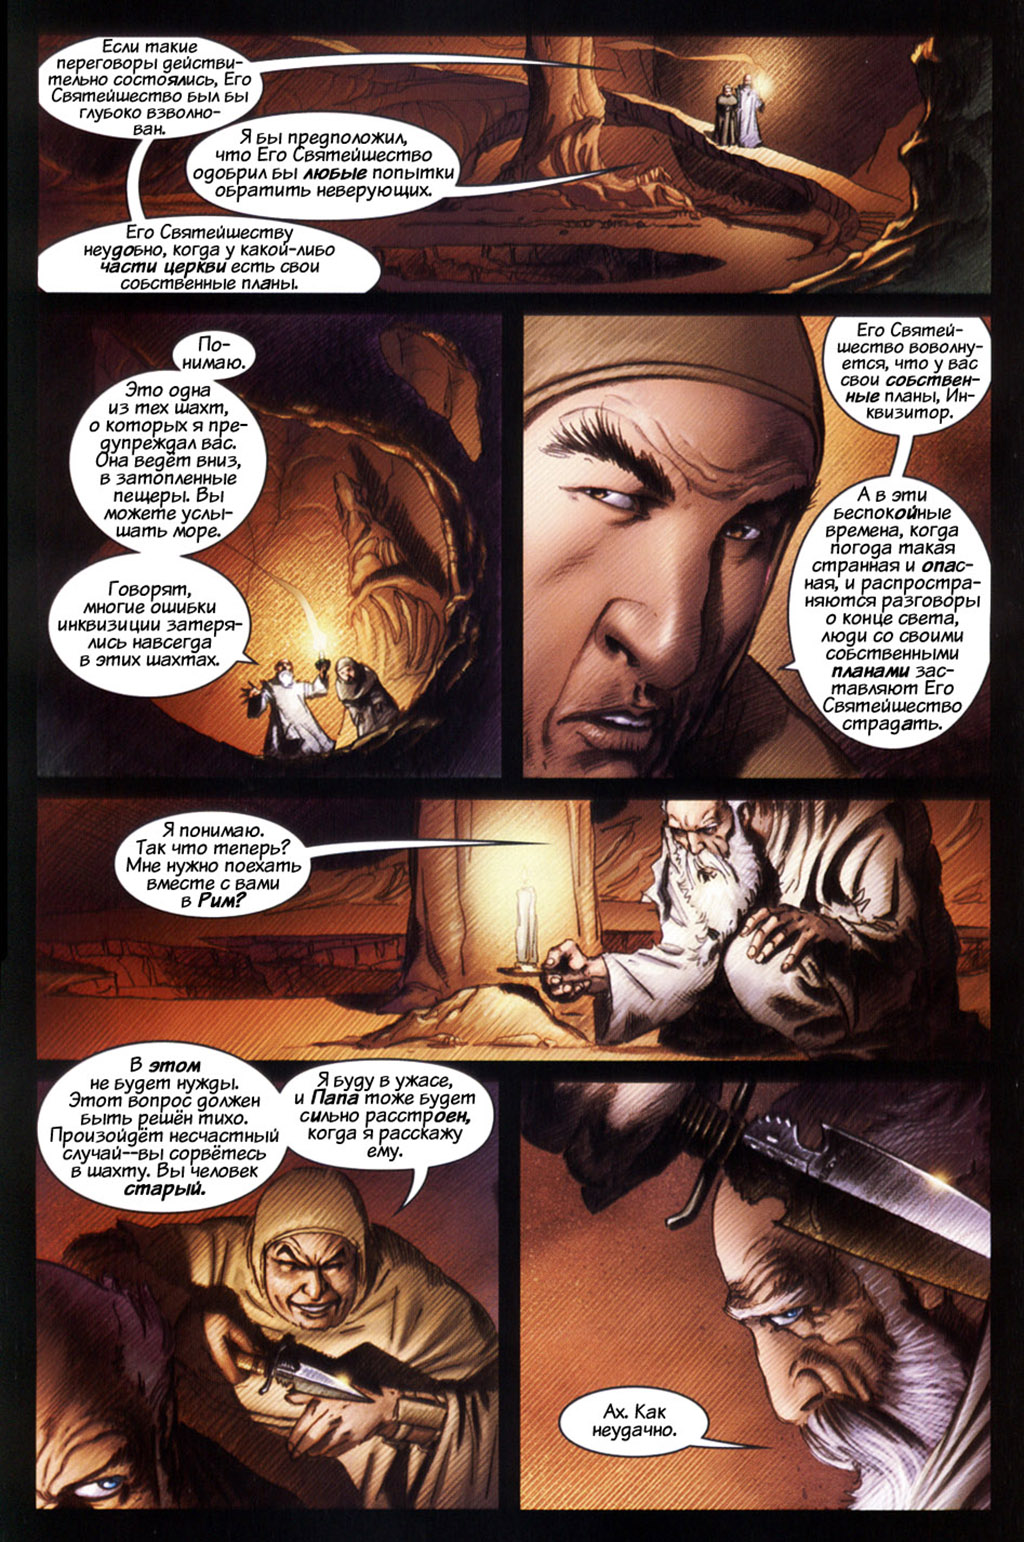 Если такие
переговоры действи-
тельно состоялись, Его
Святейшество был бы
глубоко взволно-
ван.
Я бы предположил,
что Его Святейшество
одобрил бы любые попытки
обратить неверующих.
Его Святейшеству
неудобно, когда у какой-либо
части церкви есть свои
собственные планы.
По-
нимаю.
Это одна
из тех шахт,
о которых я пре-
дупреждал вас.
Она ведёт вниз,
в затопленные
пещеры. Вы
можете услы-
шать море.
Говорят,
многие ошибки
инквизиции затеря-
лись навсегда
в этих шахтах.
Его Святей-
шество воволну-
ется, что у вас
свои собствен-
ные планы, Ин-
квизитор.
А в эти
беспокойные
времена, когда
погода такая
странная и опас-
ная, и распростра-
няются разговоры
о конце света,
люди со своими
собственными
планами зас-
тавляют Его
Святейшество
страдать.
Я понимаю.
Так что теперь?
Мне нужно поехать
вместе с вами
в Рим?
В этом
не будет нужды.
Этот вопрос должен
быть решён тихо.
Произойдёт несчастный
случай--вы сорвётесь
в шахту. Вы человек
старый.
Я буду в ужасе,
и Папа тоже будет
сильно расстроен,
когда я расскажу
ему.
Ах. Как
неудачно.